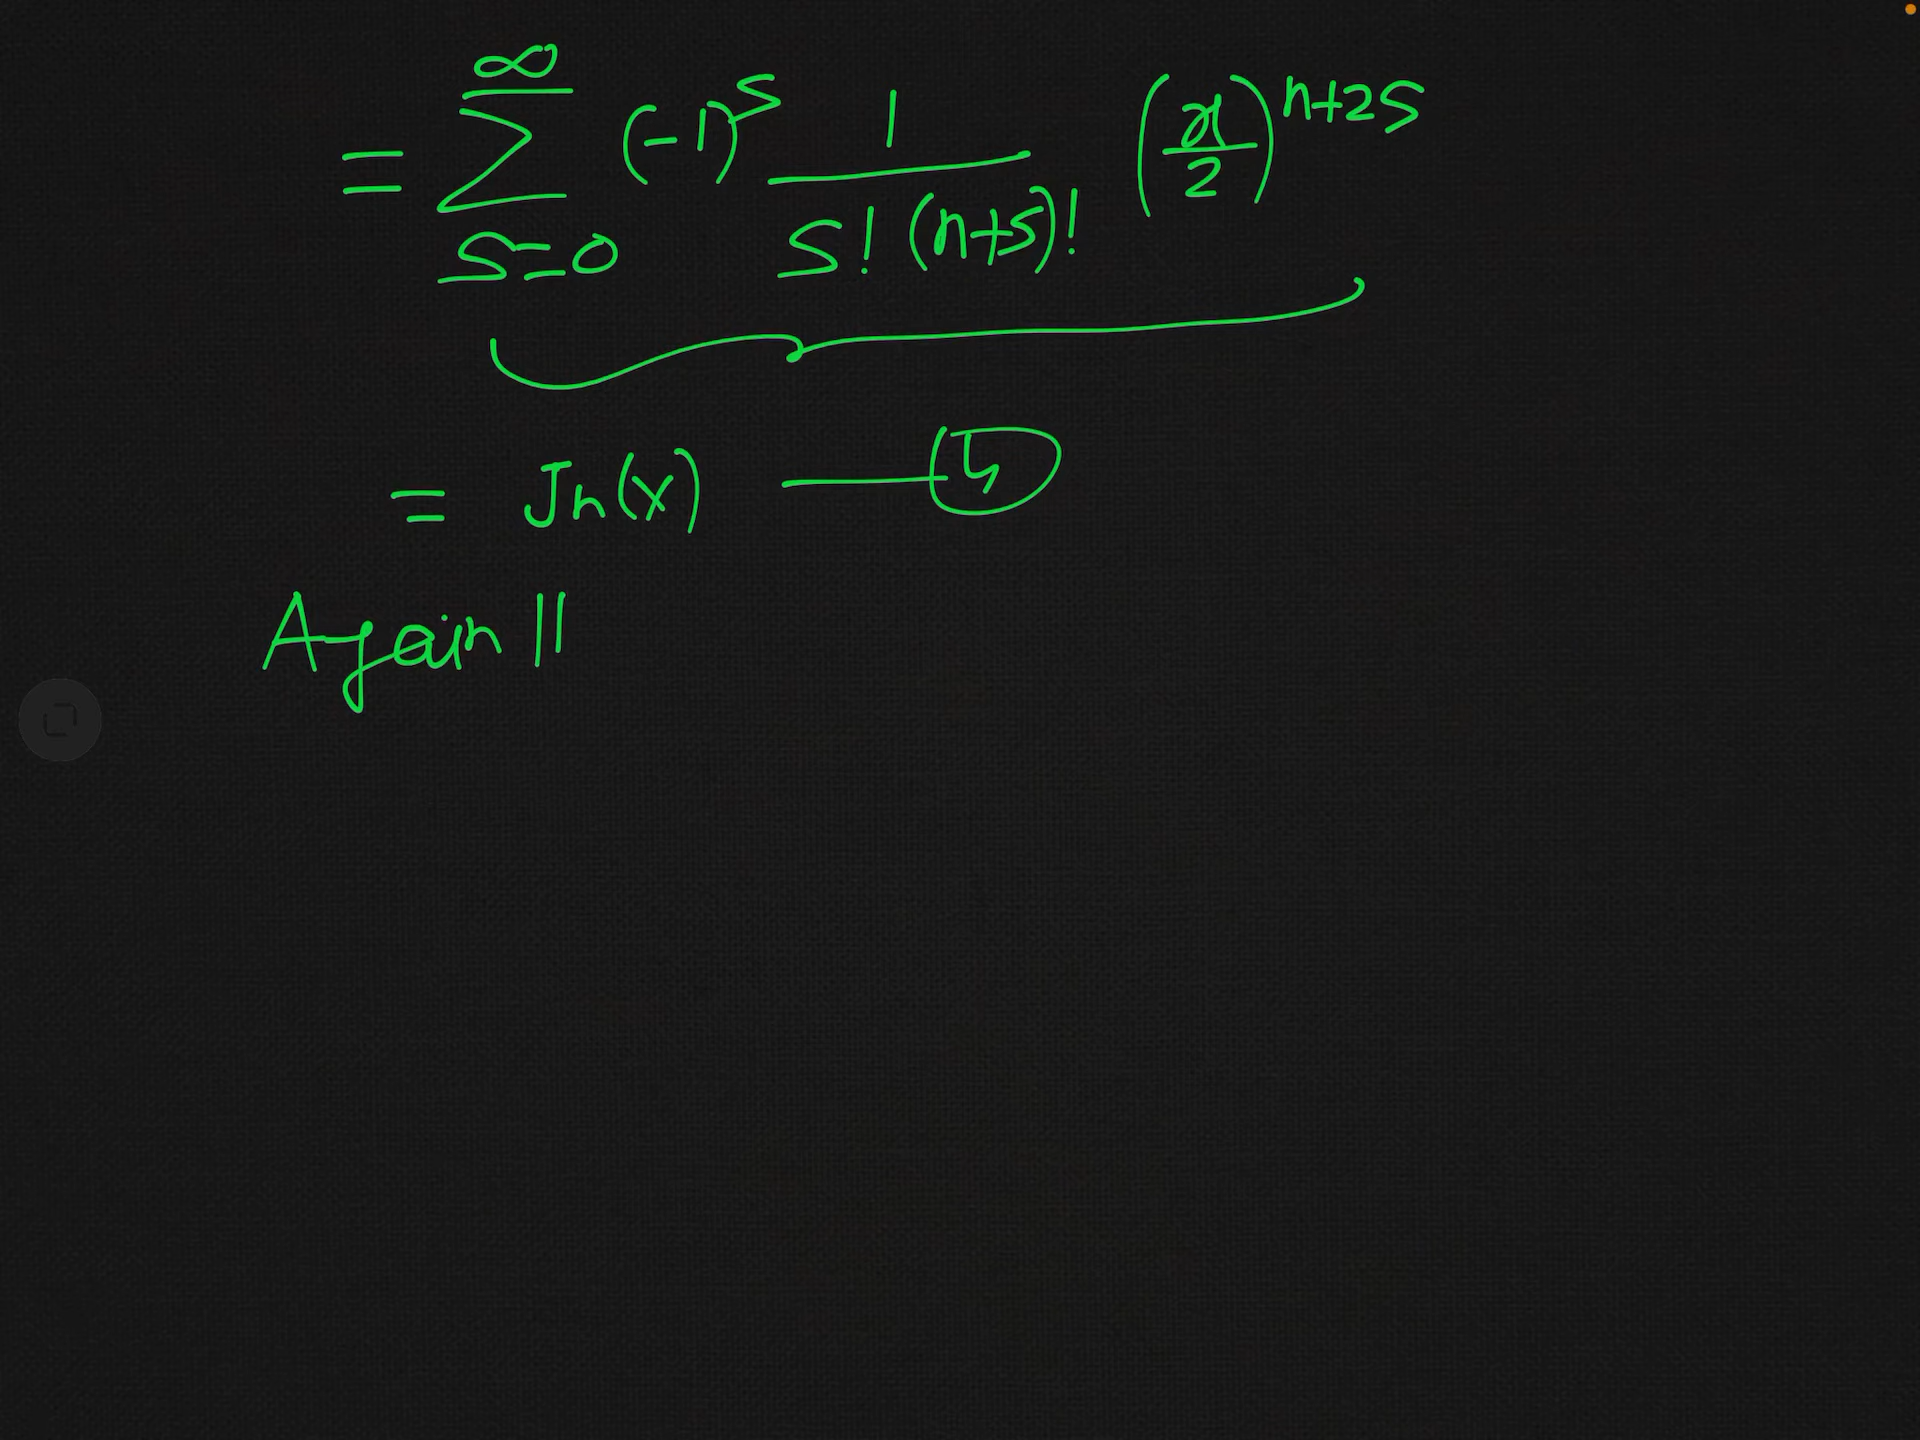 = ∞ ∑ s=0 (-1)^s 1/(s! (n+s)!) (x/2)^(n+2s)
= Jn(x) —— 4
Again ||